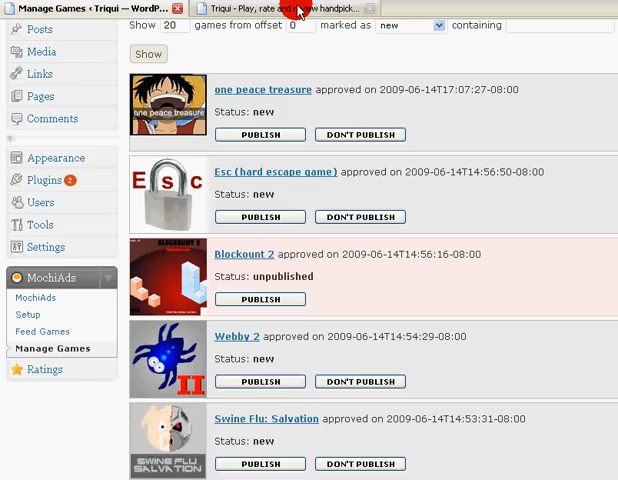 Manage Games ‹ Triqui — WordP...
Triqui - Play, rate and review handpick...
Posts
Media
Links
Pages
Comments
Appearance
Plugins 2
Users
Tools
Settings
MochiAds
MochiAds
Setup
Feed Games
Manage Games
Ratings
Show 20 games from offset 0 marked as new containing
Show
one peace treasure
one peace treasure approved on 2009-06-14T17:07:27-08:00
Status: new
PUBLISH DON'T PUBLISH
Esc
Esc (hard escape game) approved on 2009-06-14T14:56:50-08:00
Status: new
PUBLISH DON'T PUBLISH
BLOCKOUNT 2
Blockount 2 approved on 2009-06-14T14:56:16-08:00
Status: unpublished
PUBLISH
II
Webby 2 approved on 2009-06-14T14:54:29-08:00
Status: new
PUBLISH DON'T PUBLISH
SWINE FLU
SALVATION
Swine Flu: Salvation approved on 2009-06-14T14:53:31-08:00
Status: new
PUBLISH DON'T PUBLISH